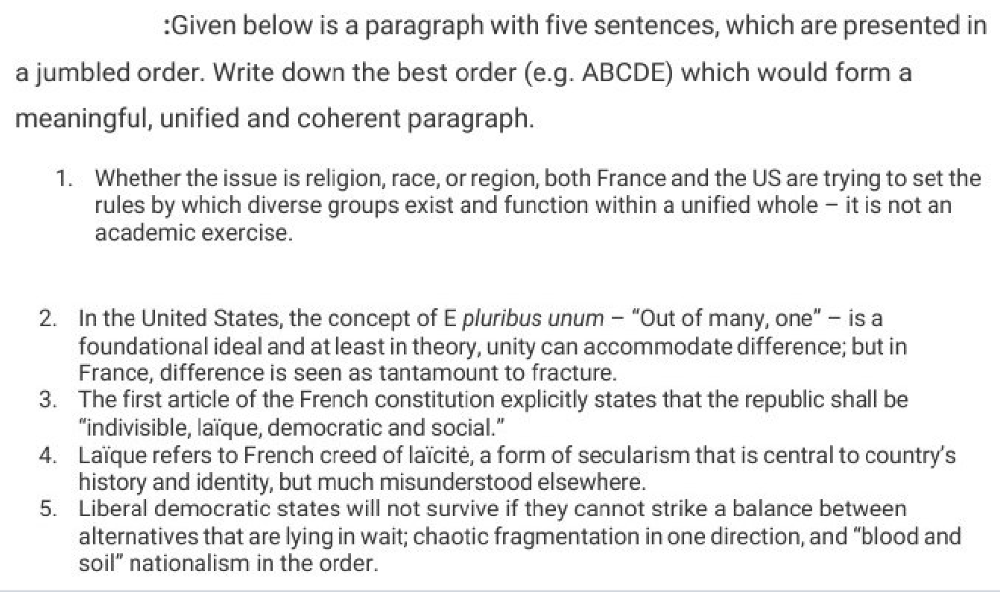 :Given below is a paragraph with five sentences, which are presented in
a jumbled order. Write down the best order (e.g. ABCDE) which would form a
meaningful, unified and coherent paragraph.
1. Whether the issue is religion, race, or region, both France and the US are trying to set the
rules by which diverse groups exist and function within a unified whole – it is not an
academic exercise.
2. In the United States, the concept of E pluribus unum – “Out of many, one” – is a
foundational ideal and at least in theory, unity can accommodate difference; but in
France, difference is seen as tantamount to fracture.
3. The first article of the French constitution explicitly states that the republic shall be
“indivisible, laïque, democratic and social.”
4. Laïque refers to French creed of laïcitė, a form of secularism that is central to country’s
history and identity, but much misunderstood elsewhere.
5. Liberal democratic states will not survive if they cannot strike a balance between
alternatives that are lying in wait; chaotic fragmentation in one direction, and “blood and
soil” nationalism in the order.